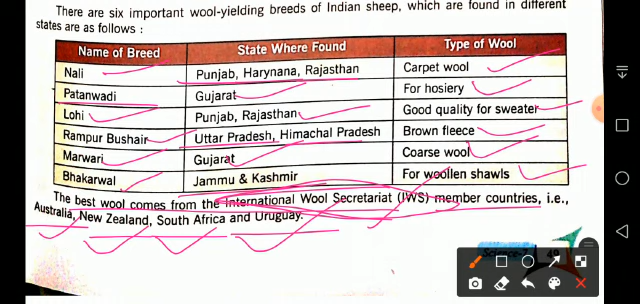 There are six important wool-yielding breeds of Indian sheep, which are found in different
states are as follows :
Name of Breed State Where Found Type of Wool
Nali Punjab, Harynana, Rajasthan Carpet wool
Patanwadi Gujarat For hosiery
Lohi Punjab, Rajasthan Good quality for sweater
Rampur Bushair Uttar Pradesh, Himachal Pradesh Brown fleece
Marwari Gujarat Coarse wool
Bhakarwal Jammu & Kashmir For woollen shawls
The best wool comes from the International Wool Secretariat (IWS) member countries, i.e.,
Australia, New Zealand, South Africa and Uruguay.
Science-7 49